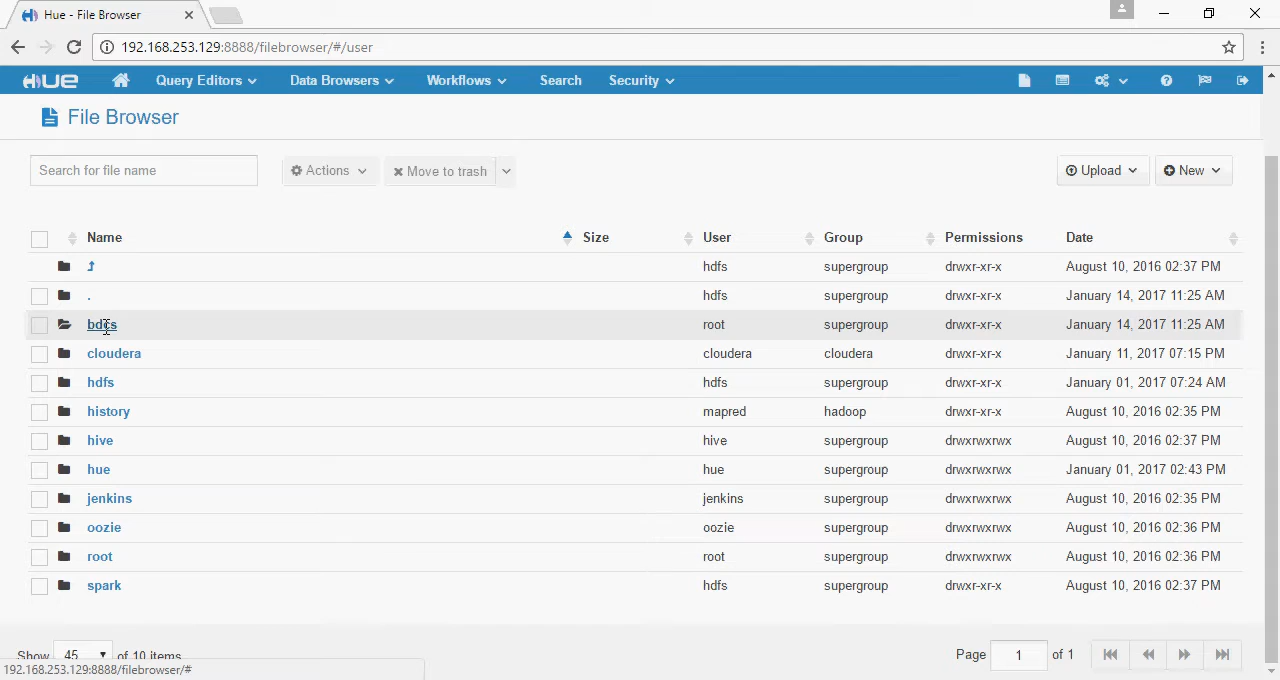 Hue - File Browser
192.168.253.129:8888/filebrowser/#/user
HUE Query Editors Data Browsers Workflows Search Security
File Browser
Search for file name Actions Move to trash Upload New
Name Size User Group Permissions Date
hdfs supergroup drwxr-xr-x August 10, 2016 02:37 PM
. hdfs supergroup drwxr-xr-x January 14, 2017 11:25 AM
bdcs root supergroup drwxr-xr-x January 14, 2017 11:25 AM
cloudera cloudera cloudera drwxr-xr-x January 11, 2017 07:15 PM
hdfs hdfs supergroup drwxr-xr-x January 01, 2017 07:24 AM
history mapred hadoop drwxr-xr-x August 10, 2016 02:35 PM
hive hive supergroup drwxrwxrwx August 10, 2016 02:37 PM
hue hue supergroup drwxrwxrwx January 01, 2017 02:43 PM
jenkins jenkins supergroup drwxrwxrwx August 10, 2016 02:35 PM
oozie oozie supergroup drwxrwxrwx August 10, 2016 02:36 PM
root root supergroup drwxrwxrwx August 10, 2016 02:36 PM
spark hdfs supergroup drwxr-xr-x August 10, 2016 02:37 PM
Show 45 of 10 items Page 1 of 1
192.168.253.129:8888/filebrowser/#